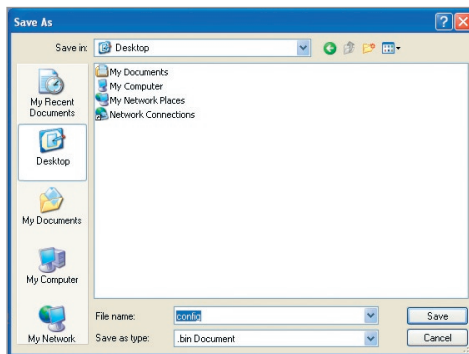 Save As
Save in:
Desktop
My Documents
My Computer
My Network Places
Network Connections
My Recent
Documents
Desktop
My Documents
My Computer
My Network
File name:
config
Save
Save as type:
.bin Document
Cancel